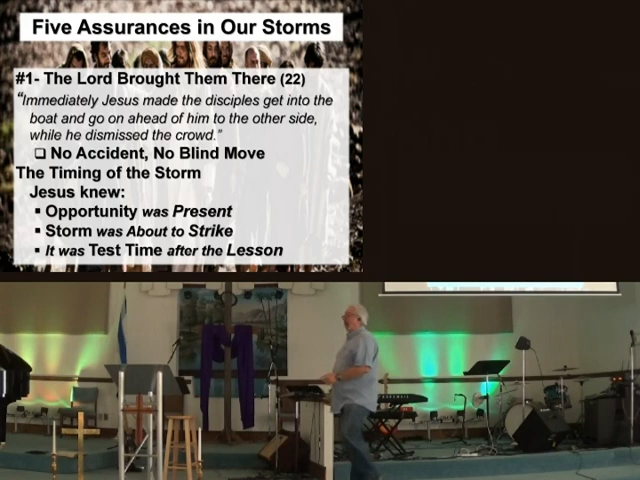 Five Assurances in Our Storms
#1- The Lord Brought Them There (22)
“Immediately Jesus made the disciples get into the
boat and go on ahead of him to the other side,
while he dismissed the crowd.”
❑ No Accident, No Blind Move
The Timing of the Storm
Jesus knew:
▪ Opportunity was Present
▪ Storm was About to Strike
▪ It was Test Time after the Lesson